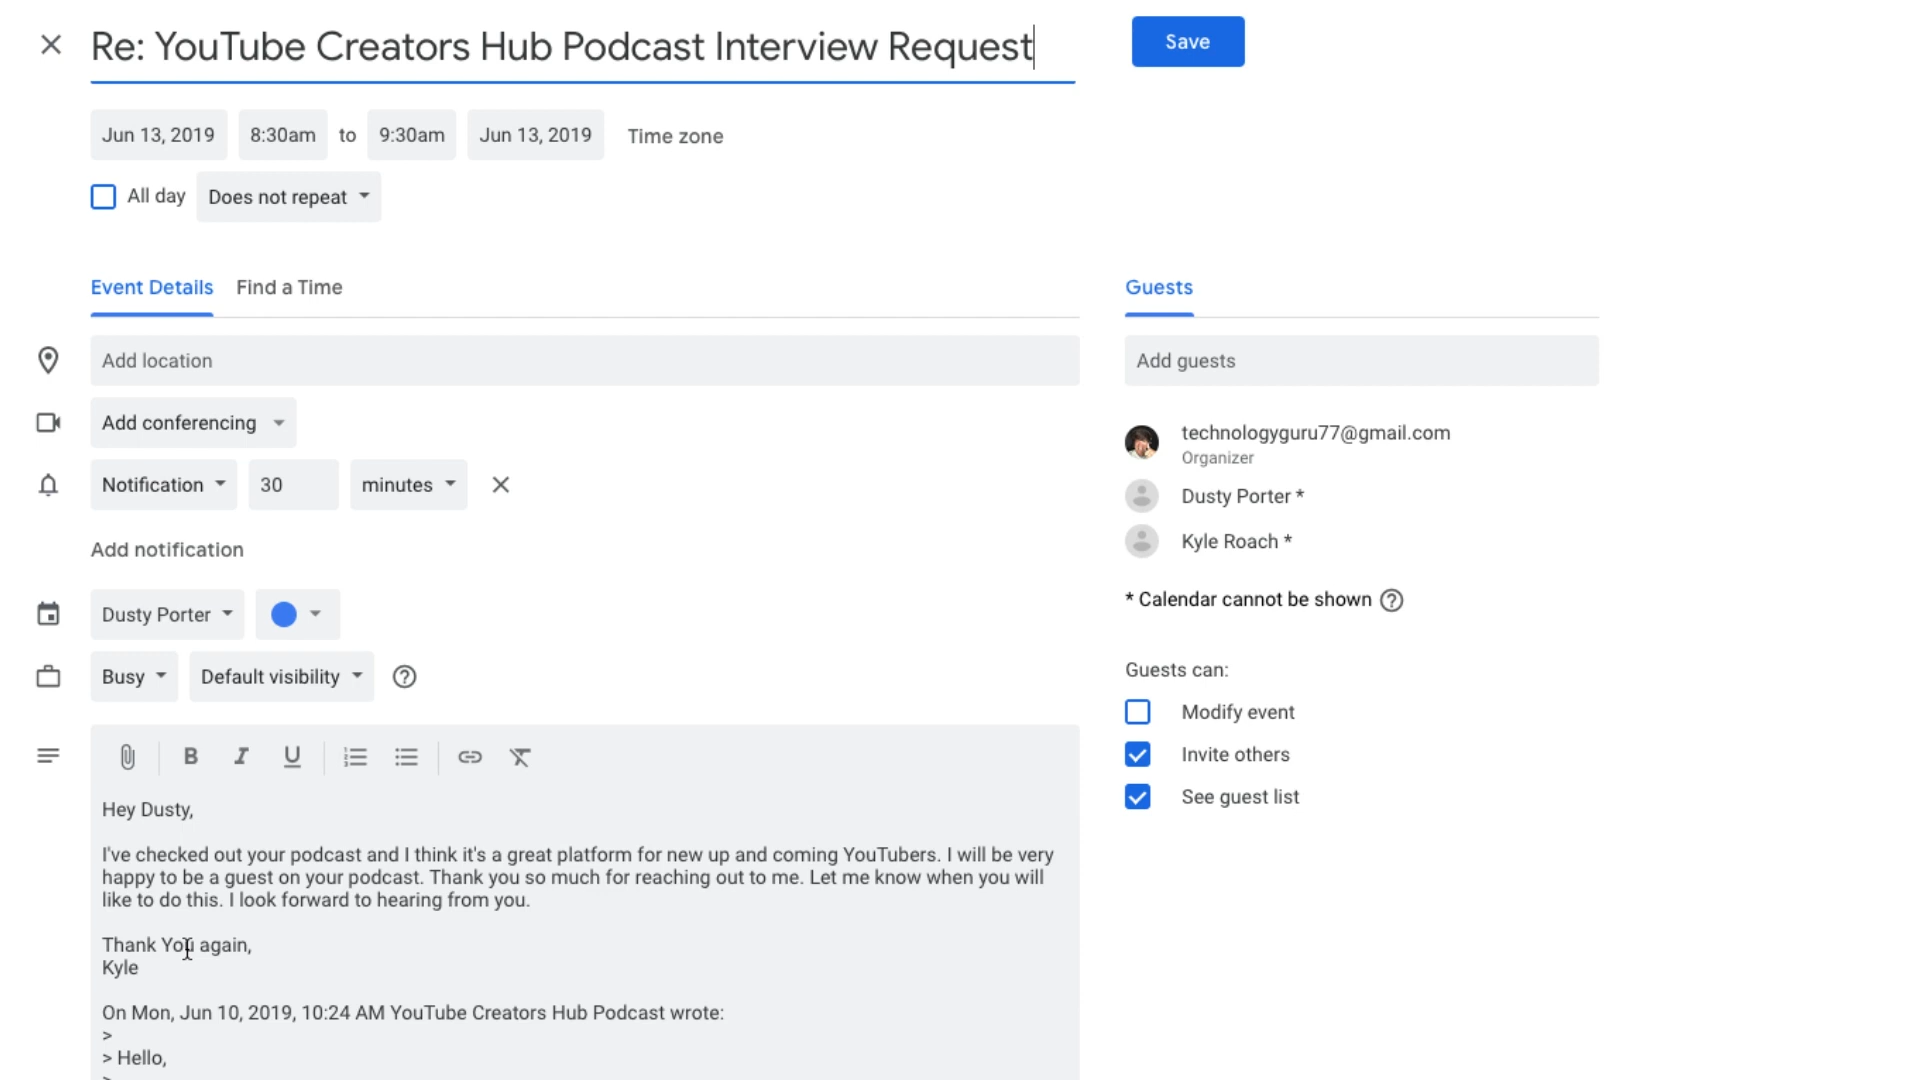 Re: YouTube Creators Hub Podcast Interview Request
Save
Jun 13, 2019 8:30am to 9:30am Jun 13, 2019 Time zone
All day Does not repeat
Event Details Find a Time
Guests
Add location
Add guests
Add conferencing
technologyguru77@gmail.com
Organizer
Notification 30 minutes
Dusty Porter *
Kyle Roach *
Add notification
* Calendar cannot be shown
Dusty Porter
Busy Default visibility
Guests can:
Modify event
Invite others
See guest list
B I U
Hey Dusty,
I've checked out your podcast and I think it's a great platform for new up and coming YouTubers. I will be very
happy to be a guest on your podcast. Thank you so much for reaching out to me. Let me know when you will
like to do this. I look forward to hearing from you.
Thank You again,
Kyle
On Mon, Jun 10, 2019, 10:24 AM YouTube Creators Hub Podcast wrote:
>
> Hello,
>